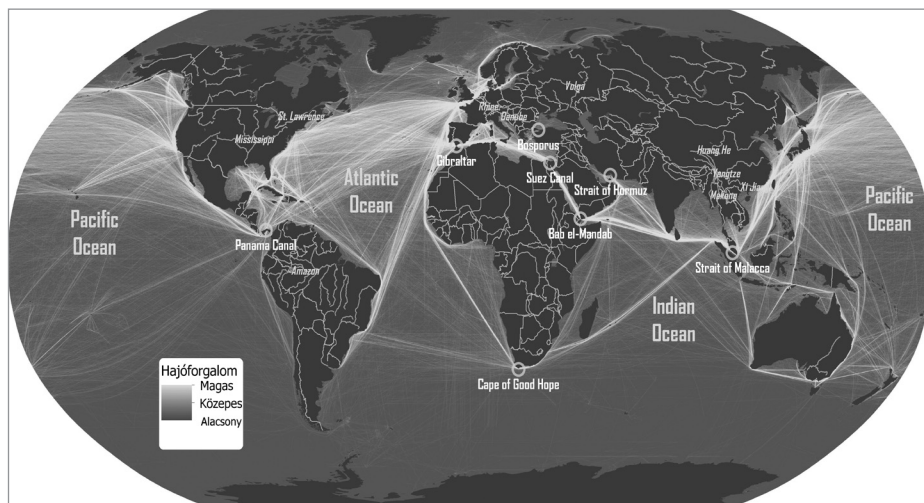 Volga
Rhine
Danube
St. Lawrence
Mississippi
Bosporus
Gibraltar
Huang He
Suez Canal
Yangtze
Atlantic
Ocean
Strait of Hormuz
Xi Jiang
Mekong
Pacific
Ocean
Pacific
Ocean
Bab el-Mandab
Panama Canal
Strait of Malacca
Amazon
Indian
Ocean
Hajóforgalom
Magas
Közepes
Alacsony
Cape of Good Hope